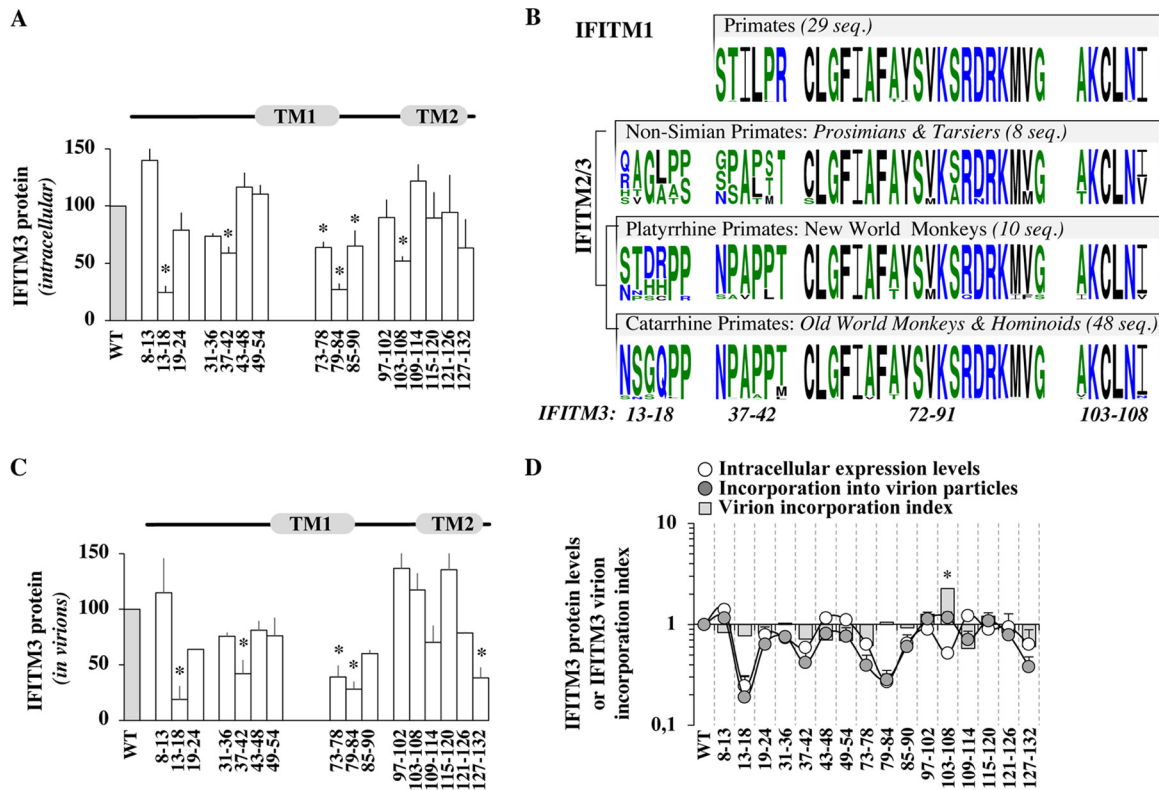 A
TM1
TM2
IFITM3 protein
(intracellular)
150
100
50
0
WT
8-13
13-18
19-24
31-36
37-42
43-48
49-54
73-78
79-84
85-90
97-102
103-108
109-114
115-120
121-126
127-132
*
*
*
*
*
*
B
IFITM1
Primates (29 seq.)
STILPR CLGFIAFAYSVKSRDRKMVG AKCLNI
IFITM2/3
Non-Simian Primates: Prosimians & Tarsiers (8 seq.)
Platyrrhine Primates: New World Monkeys (10 seq.)
Catarrhine Primates: Old World Monkeys & Hominoids (48 seq.)
NSGQPP NPAPPT CLGFIAFAYSVKSRDRKMVG AKCLNI
IFITM3: 13-18 37-42 72-91 103-108
C
TM1
TM2
IFITM3 protein
(in virions)
150
100
50
0
WT
8-13
13-18
19-24
31-36
37-42
43-48
49-54
73-78
79-84
85-90
97-102
103-108
109-114
115-120
121-126
127-132
*
*
*
*
*
D
Intracellular expression levels
Incorporation into virion particles
Virion incorporation index
IFITM3 protein levels
or IFITM3 virion
incorporation index
10
1
0,1
*
WT
8-13
13-18
19-24
31-36
37-42
43-48
49-54
73-78
79-84
85-90
97-102
103-108
109-114
115-120
121-126
127-132